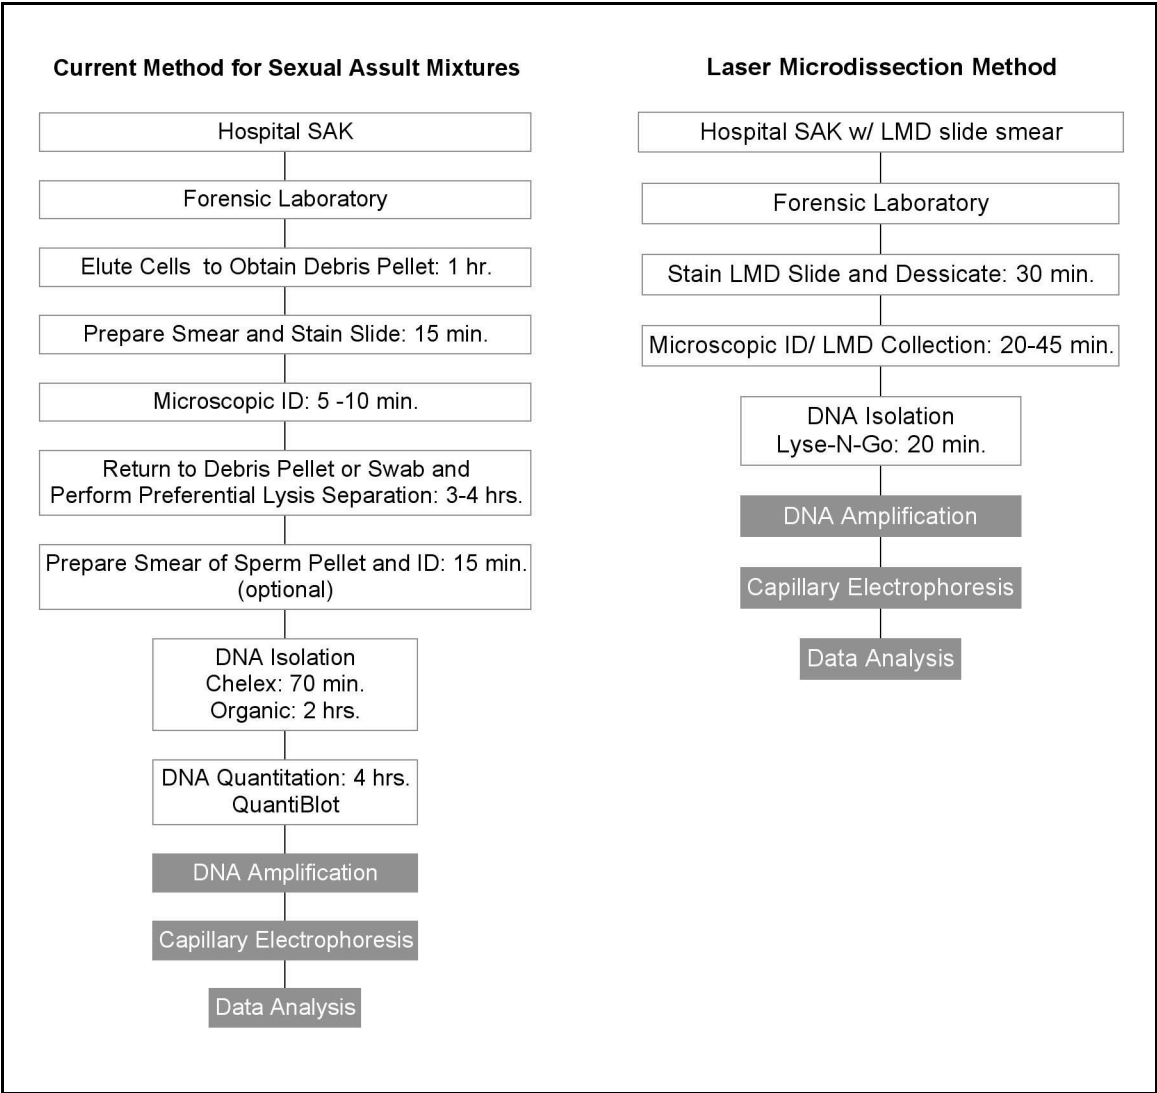 Current Method for Sexual Assult Mixtures
Hospital SAK
Forensic Laboratory
Elute Cells to Obtain Debris Pellet: 1 hr.
Prepare Smear and Stain Slide: 15 min.
Microscopic ID: 5 -10 min.
Return to Debris Pellet or Swab and
Perform Preferential Lysis Separation: 3-4 hrs.
Prepare Smear of Sperm Pellet and ID: 15 min.
(optional)
DNA Isolation
Chelex: 70 min.
Organic: 2 hrs.
DNA Quantitation: 4 hrs.
QuantiBlot
DNA Amplification
Capillary Electrophoresis
Data Analysis
Laser Microdissection Method
Hospital SAK w/ LMD slide smear
Forensic Laboratory
Stain LMD Slide and Dessicate: 30 min.
Microscopic ID/ LMD Collection: 20-45 min.
DNA Isolation
Lyse-N-Go: 20 min.
DNA Amplification
Capillary Electrophoresis
Data Analysis